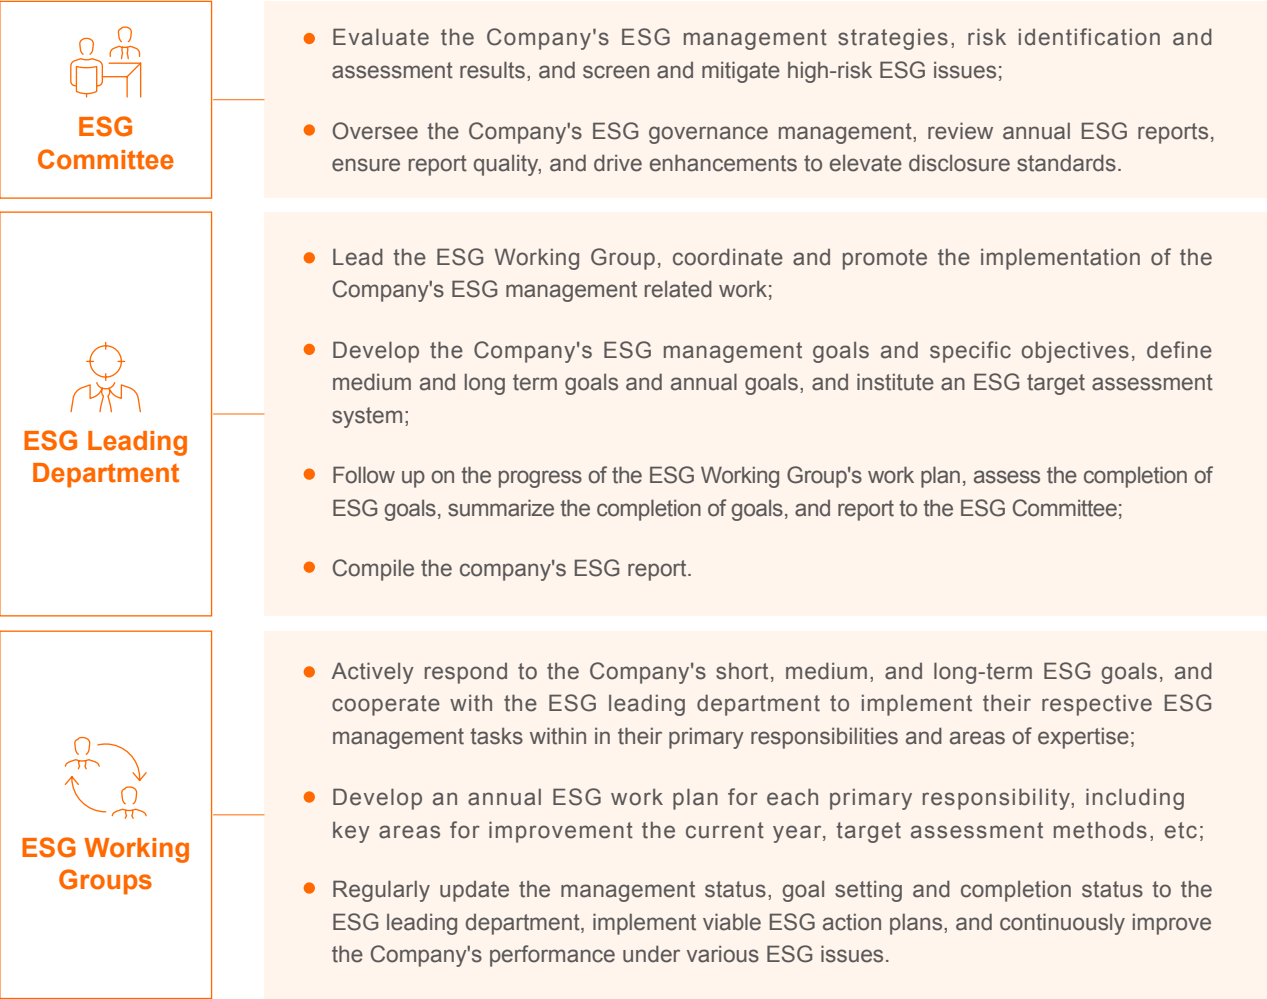 ESG
Committee
Evaluate the Company's ESG management strategies, risk identification and
assessment results, and screen and mitigate high-risk ESG issues;
Oversee the Company's ESG governance management, review annual ESG reports,
ensure report quality, and drive enhancements to elevate disclosure standards.
ESG Leading
Department
Lead the ESG Working Group, coordinate and promote the implementation of the
Company's ESG management related work;
Develop the Company's ESG management goals and specific objectives, define
medium and long term goals and annual goals, and institute an ESG target assessment
system;
Follow up on the progress of the ESG Working Group's work plan, assess the completion of
ESG goals, summarize the completion of goals, and report to the ESG Committee;
Compile the company's ESG report.
ESG Working
Groups
Actively respond to the Company's short, medium, and long-term ESG goals, and
cooperate with the ESG leading department to implement their respective ESG
management tasks within in their primary responsibilities and areas of expertise;
Develop an annual ESG work plan for each primary responsibility, including
key areas for improvement the current year, target assessment methods, etc;
Regularly update the management status, goal setting and completion status to the
ESG leading department, implement viable ESG action plans, and continuously improve
the Company's performance under various ESG issues.